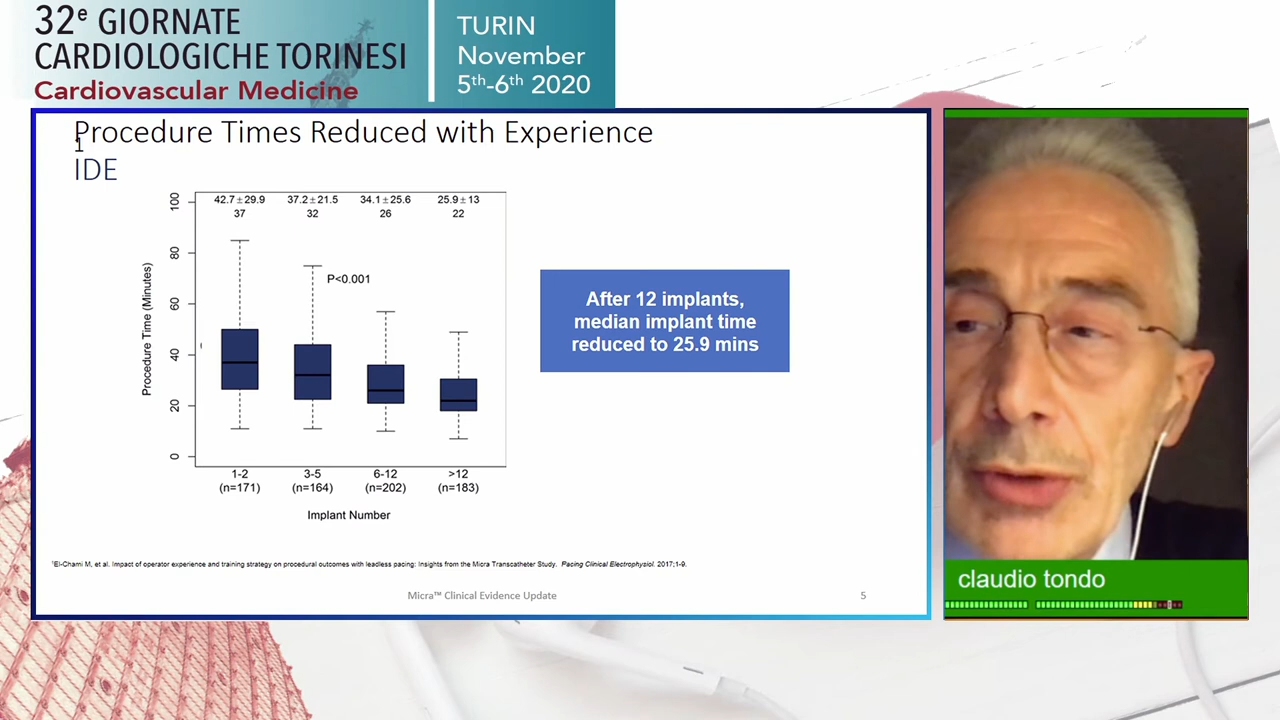 32e GIORNATE
CARDIOLOGICHE TORINESI
Cardiovascular Medicine
TURIN
November
5th-6th 2020
Procedure Times Reduced with Experience
1
IDE
42.7±29.9 37.2±21.5 34.1±25.6 25.9±13
37 32 26 22
P<0.001
100
80
60
40
20
0
Procedure Time (Minutes)
1-2 3-5 6-12 >12
(n=171) (n=164) (n=202) (n=183)
Implant Number
After 12 implants,
median implant time
reduced to 25.9 mins
1El-Chami M, et al. Impact of operator experience and training strategy on procedural outcomes with leadless pacing: Insights from the Micra Transcatheter Study. Pacing Clinical Electrophysiol. 2017;1-9.
Micra™ Clinical Evidence Update 5
claudio tondo